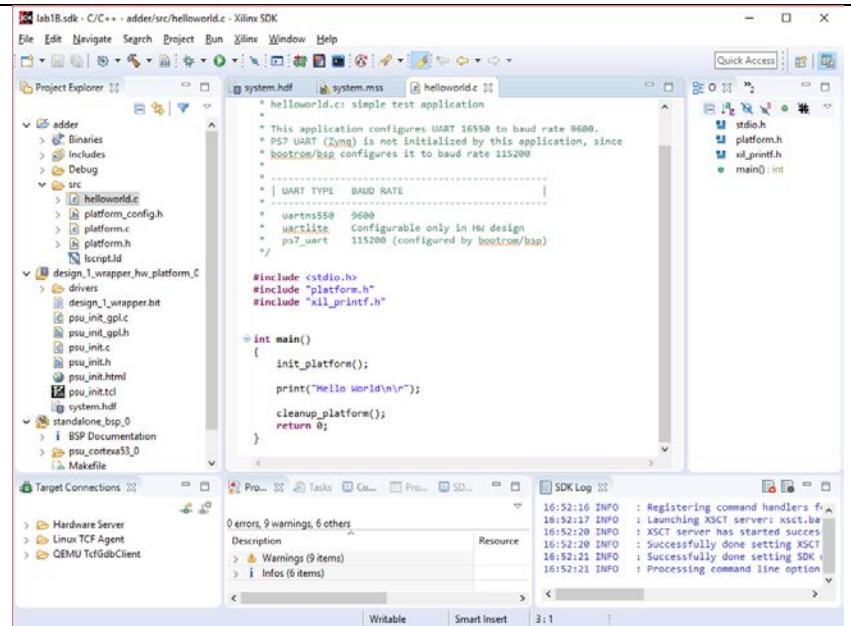 lab1B.sdk - C/C++ - adder/src/helloworld.c - Xilinx SDK
File Edit Navigate Search Project Run Xilinx Window Help
Quick Access
Project Explorer
adder
Binaries
Includes
Debug
src
helloworld.c
platform_config.h
platform.c
platform.h
lscript.ld
design_1_wrapper_hw_platform_0
drivers
design_1_wrapper.bit
psu_init_gpl.c
psu_init_gpl.h
psu_init.c
psu_init.h
psu_init.html
psu_init.tcl
system.hdf
standalone_bsp_0
BSP Documentation
psu_cortexa53_0
Makefile
system.hdf system.mss helloworld.c
* helloworld.c: simple test application
*
* This application configures UART 16550 to baud rate 9600.
* PS7 UART (Zynq) is not initialized by this application, since
* bootrom/bsp configures it to baud rate 115200
*
* ------------------------------------------------
* | UART TYPE BAUD RATE |
* ------------------------------------------------
* uartns550 9600
* uartlite Configurable only in HW design
* ps7_uart 115200 (configured by bootrom/bsp)
*/
#include <stdio.h>
#include "platform.h"
#include "xil_printf.h"
int main()
{
init_platform();
print("Hello World\n\r");
cleanup_platform();
return 0;
}
O
stdio.h
platform.h
xil_printf.h
main() : int
Target Connections
Hardware Server
Linux TCF Agent
QEMU TcfGdbClient
Pro... Tasks Co... Pro... SD...
0 errors, 9 warnings, 6 others
Description Resource
Warnings (9 items)
Infos (6 items)
SDK Log
16:52:16 INFO : Registering command handlers f
16:52:17 INFO : Launching XSCT server: xsct.ba
16:52:20 INFO : XSCT server has started succes
16:52:20 INFO : Successfully done setting XSCT
16:52:21 INFO : Successfully done setting SDK
16:52:21 INFO : Processing command line option
Writable Smart Insert 3 : 1